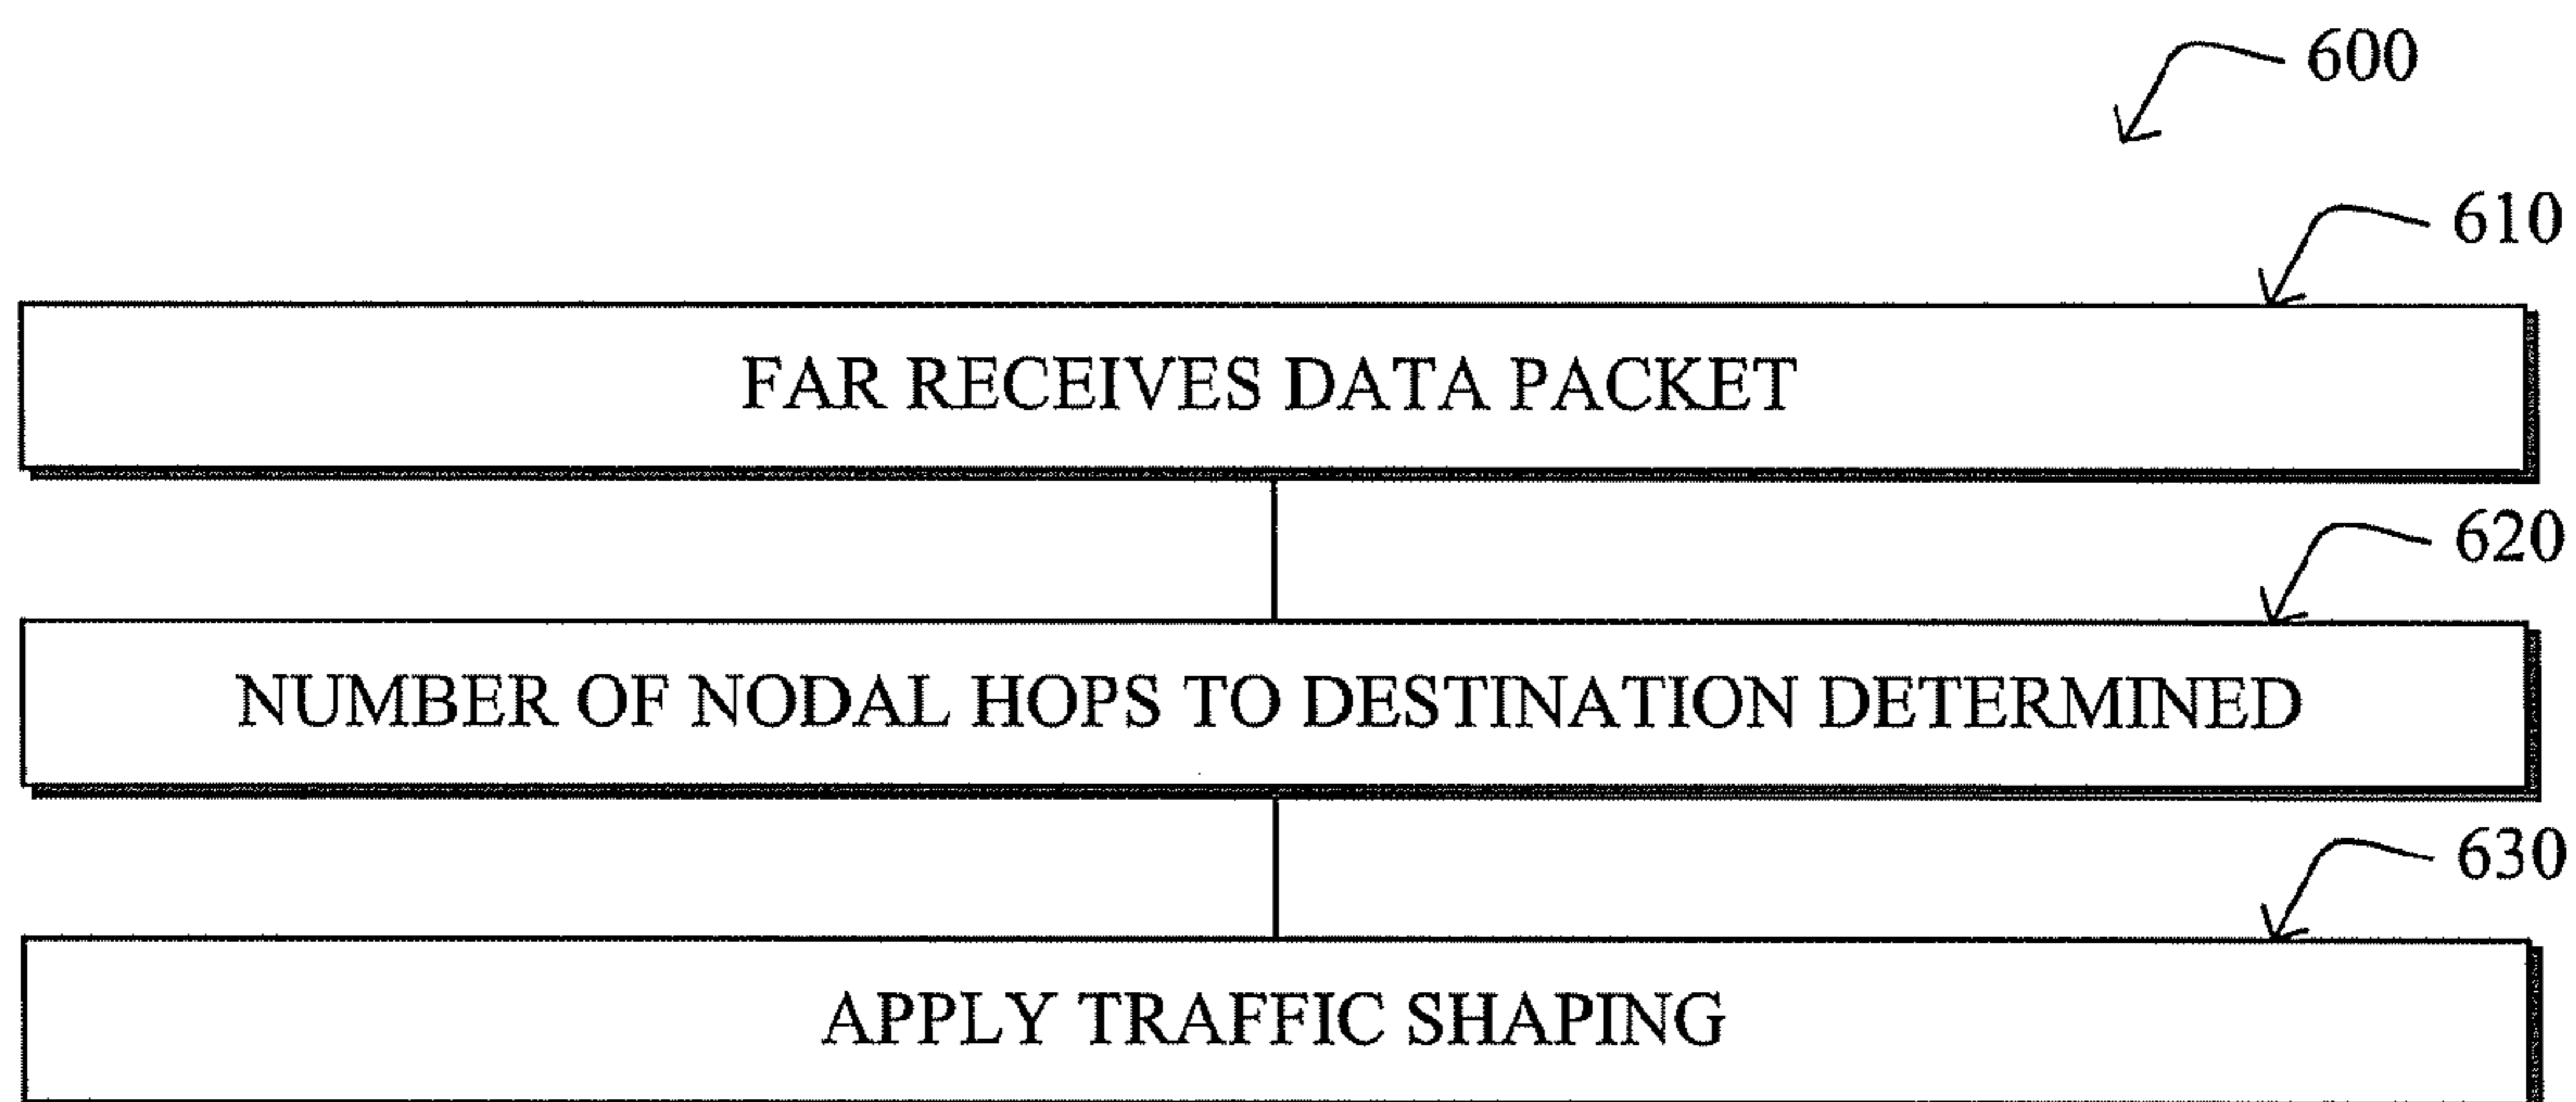 600
610
FAR RECEIVES DATA PACKET
620
NUMBER OF NODAL HOPS TO DESTINATION DETERMINED
630
APPLY TRAFFIC SHAPING